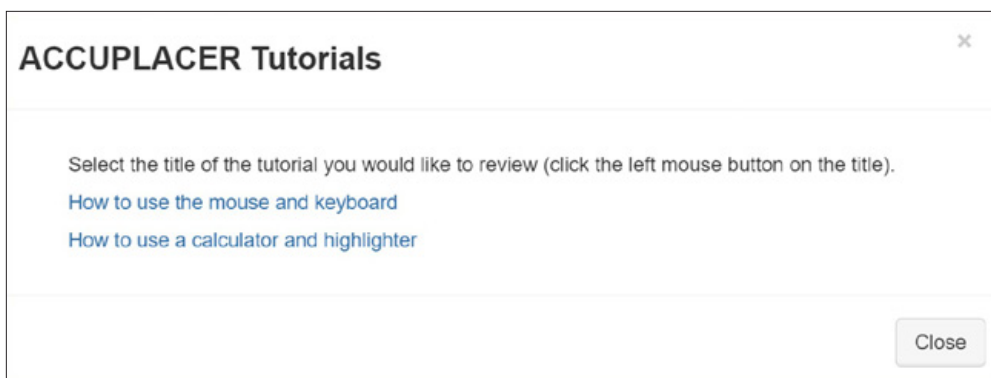 ACCUPLACER Tutorials
×
Select the title of the tutorial you would like to review (click the left mouse button on the title).
How to use the mouse and keyboard
How to use a calculator and highlighter
Close